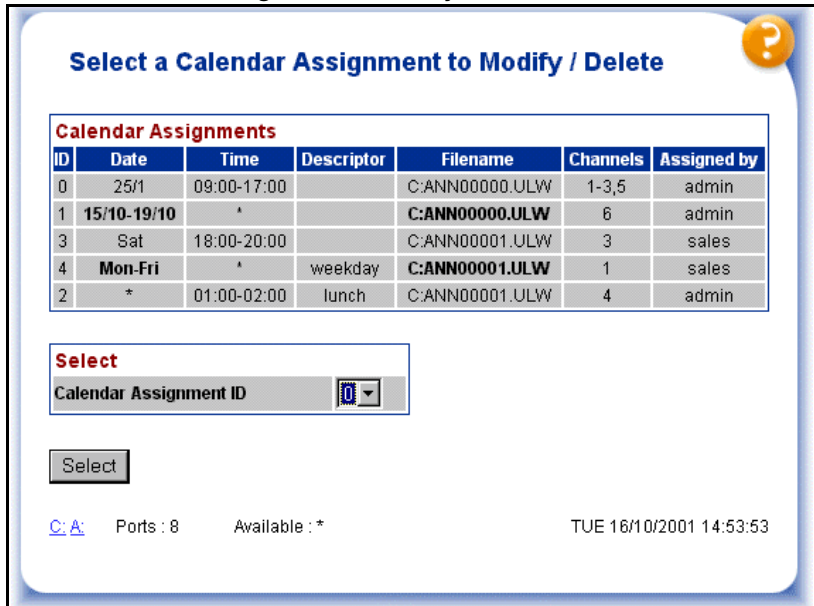 Select a Calendar Assignment to Modify / Delete
?
Calendar Assignments
ID Date Time Descriptor Filename Channels Assigned by
0 25/1 09:00-17:00 C:ANN00000.ULW 1-3,5 admin
1 15/10-19/10 * C:ANN00000.ULW 6 admin
3 Sat 18:00-20:00 C:ANN00001.ULW 3 sales
4 Mon-Fri * weekday C:ANN00001.ULW 1 sales
2 * 01:00-02:00 lunch C:ANN00001.ULW 4 admin
Select
Calendar Assignment ID 0
Select
C: A: Ports : 8 Available : * TUE 16/10/2001 14:53:53